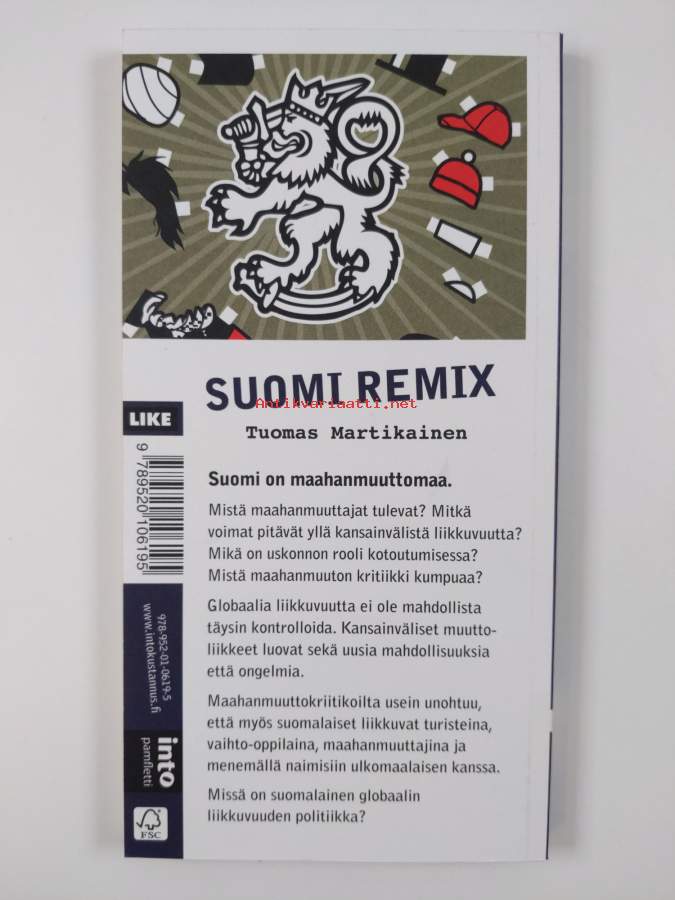 SUOMI REMIX
Antikvariaatti.net
Tuomas Martikainen
Suomi on maahanmuuttomaa.
Mistä maahanmuuttajat tulevat? Mitkä
voimat pitävät yllä kansainvälistä liikkuvuutta?
Mikä on uskonnon rooli kotoutumisessa?
Mistä maahanmuuton kritiikki kumpuaa?
Globaalia liikkuvuutta ei ole mahdollista
täysin kontrolloida. Kansainväliset muutto-
liikkeet luovat sekä uusia mahdollisuuksia
että ongelmia.
Maahanmuuttokriitikoilta usein unohtuu,
että myös suomalaiset liikkuvat turisteina,
vaihto-oppilaina, maahanmuuttajina ja
menemällä naimisiin ulkomaalaisen kanssa.
Missä on suomalainen globaalin
liikkuvuuden politiikka?
LIKE
9 789520 106195
978-952-01-0619-5
www.intokustannus.fi
into
pamfletti
FSC